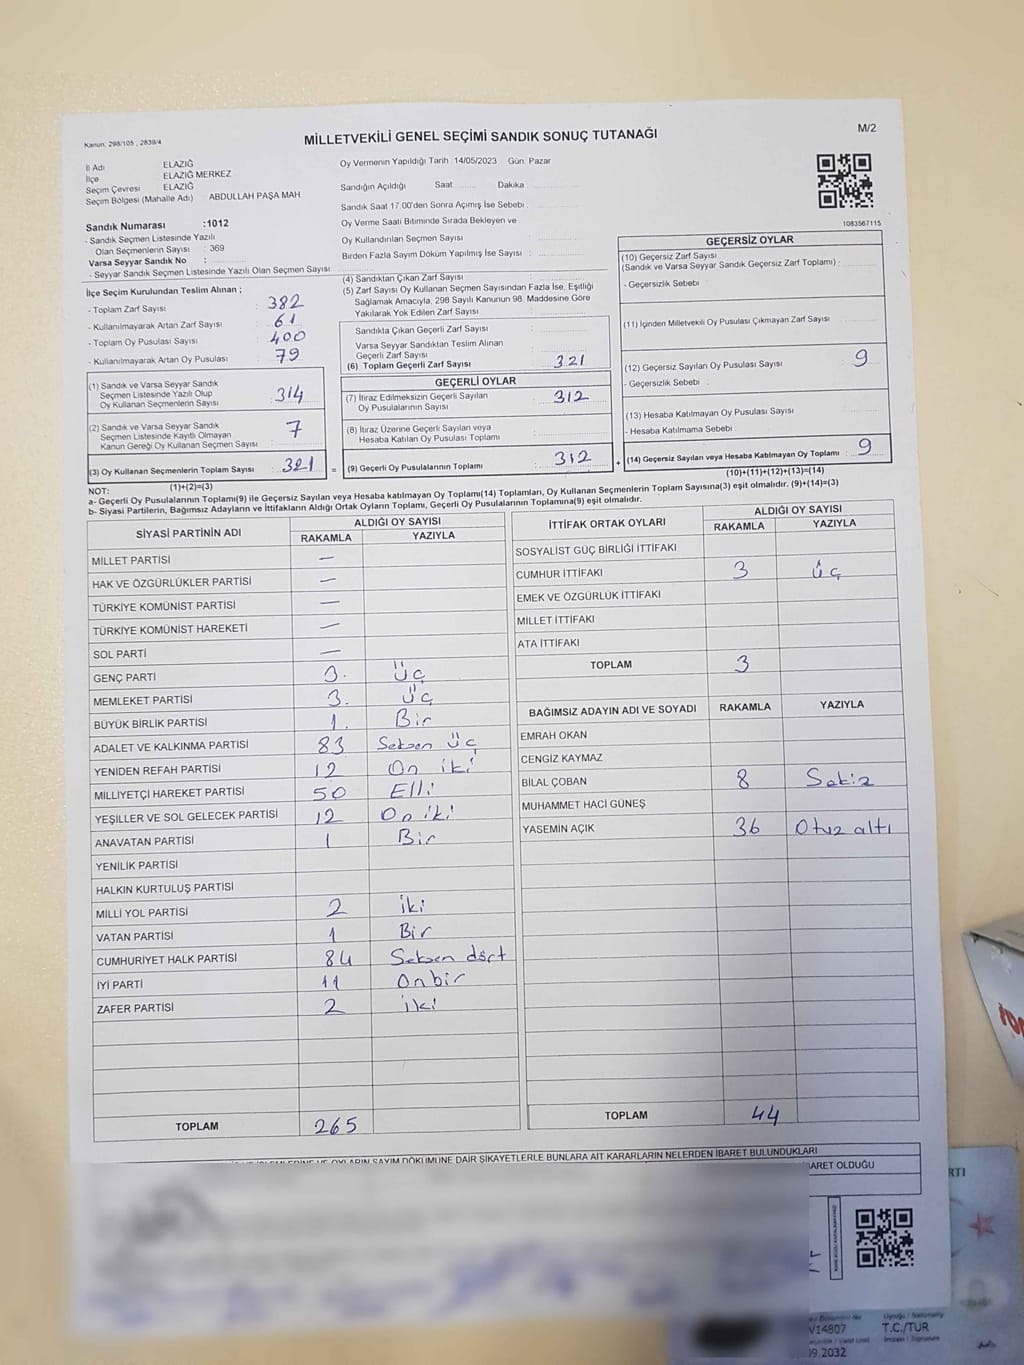 Kanun: 298/105 , 2839/4
MİLLETVEKİLİ GENEL SEÇİMİ SANDIK SONUÇ TUTANAĞI
M/2
İl Adı ELAZIĞ
İlçe ELAZIĞ MERKEZ
Seçim Çevresi ELAZIĞ
Seçim Bölgesi (Mahalle Adı) ABDULLAH PAŞA MAH
Sandık Numarası :1012
- Sandık Seçmen Listesinde Yazılı
Olan Seçmenlerin Sayısı : 369
Varsa Seyyar Sandık No :
- Seyyar Sandık Seçmen Listesinde Yazılı Olan Seçmen Sayısı
Oy Vermenin Yapıldığı Tarih :14/05/2023 Gün: Pazar
Sandığın Açıldığı Saat Dakika
Sandık Saat 17:00'den Sonra Açımış İse Sebebi :
Oy Verme Saati Bitiminde Sırada Bekleyen ve
Oy Kullandırılan Seçmen Sayısı
Birden Fazla Sayım Döküm Yapılmış İse Sebebi :
1083567115
İlçe Seçim Kurulundan Teslim Alınan ;
- Toplam Zarf Sayısı : 382
- Kullanılmayarak Artan Zarf Sayısı : 61
- Toplam Oy Pusulası Sayısı : 400
- Kullanılmayarak Artan Oy Pusulası : 79
(1) Sandık ve Varsa Seyyar Sandık
Seçmen Listesinde Yazılı Olup
Oy Kullanan Seçmenlerin Sayısı : 314
(2) Sandık ve Varsa Seyyar Sandık
Seçmen Listesinde Kayıtlı Olmayan
Kanun Gereği Oy Kullanan Seçmen Sayısı : 7
(3) Oy Kullanan Seçmenlerin Toplam Sayısı : 321
(1)+(2)=(3)
(4) Sandıktan Çıkan Zarf Sayısı
(5) Zarf Sayısı Oy Kullanan Seçmen Sayısından Fazla İse, Eşitliği
Sağlamak Amacıyla, 298 Sayılı Kanunun 98. Maddesine Göre
Yakılarak Yok Edilen Zarf Sayısı :
Sandıkta Çıkan Geçerli Zarf Sayısı :
Varsa Seyyar Sandıktan Teslim Alınan
Geçerli Zarf Sayısı
(6) Toplam Geçerli Zarf Sayısı : 321
GEÇERLİ OYLAR
(7) İtiraz Edilmeksizin Geçerli Sayılan
Oy Pusulalarının Sayısı : 312
(8) İtiraz Üzerine Geçerli Sayılan veya
Hesaba Katılan Oy Pusulası Toplamı :
= (9) Geçerli Oy Pusulalarının Toplamı : 312
GEÇERSİZ OYLAR
(10) Geçersiz Zarf Sayısı
(Sandık ve Varsa Seyyar Sandık Geçersiz Zarf Toplamı) :
- Geçersizlik Sebebi :
(11) İçinden Milletvekili Oy Pusulası Çıkmayan Zarf Sayısı
(12) Geçersiz Sayılan Oy Pusulası Sayısı : 9
- Geçersizlik Sebebi :
(13) Hesaba Katılmayan Oy Pusulası Sayısı
- Hesaba Katılmama Sebebi :
+ (14) Geçersiz Sayılan veya Hesaba Katılmayan Oy Toplamı : 9
(10)+(11)+(12)+(13)=(14)
NOT:
a- Geçerli Oy Pusulalarının Toplamı(9) ile Geçersiz Sayılan veya Hesaba katılmayan Oy Toplamı(14) Toplamları, Oy Kullanan Seçmenlerin Toplam Sayısına(3) eşit olmalıdır. (9)+(14)=(3)
b- Siyasi Partilerin, Bağımsız Adayların ve İttifakların Aldığı Ortak Oyların Toplamı, Geçerli Oy Pusulalarının Toplamına(9) eşit olmalıdır.
SİYASİ PARTİNİN ADI ALDIĞI OY SAYISI
RAKAMLA YAZIYLA
MİLLET PARTİSİ —
HAK VE ÖZGÜRLÜKLER PARTİSİ —
TÜRKİYE KOMÜNİST PARTİSİ —
TÜRKİYE KOMÜNİST HAREKETİ —
SOL PARTİ —
GENÇ PARTİ 3. Üç
MEMLEKET PARTİSİ 3. Üç
BÜYÜK BİRLİK PARTİSİ 1. Bir
ADALET VE KALKINMA PARTİSİ 83 Seksen Üç
YENİDEN REFAH PARTİSİ 12 On iki
MİLLİYETÇİ HAREKET PARTİSİ 50 Elli
YEŞİLLER VE SOL GELECEK PARTİSİ 12 On iki
ANAVATAN PARTİSİ 1 Bir
YENİLİK PARTİSİ
HALKIN KURTULUŞ PARTİSİ
MİLLİ YOL PARTİSİ 2 iki
VATAN PARTİSİ 1 Bir
CUMHURİYET HALK PARTİSİ 84 Seksen dört
İYİ PARTİ 11 Onbir
ZAFER PARTİSİ 2 iki
TOPLAM 265
İTTİFAK ORTAK OYLARI ALDIĞI OY SAYISI
RAKAMLA YAZIYLA
SOSYALİST GÜÇ BİRLİĞİ İTTİFAKI
CUMHUR İTTİFAKI 3 Üç
EMEK VE ÖZGÜRLÜK İTTİFAKI
MİLLET İTTİFAKI
ATA İTTİFAKI
TOPLAM 3
BAĞIMSIZ ADAYIN ADI VE SOYADI RAKAMLA YAZIYLA
EMRAH OKAN
CENGİZ KAYMAZ
BİLAL ÇOBAN 8 Sekiz
MUHAMMET HACİ GÜNEŞ
YASEMİN AÇIK 36 Otuz altı
TOPLAM 44
OYLARIN SAYIM DÖKÜMÜNE DAİR ŞİKAYETLERLE BUNLARA AİT KARARLARIN NELERDEN İBARET BULUNDUKLARI
BARET OLDUĞU
V14807
T.C./TUR
09.2032